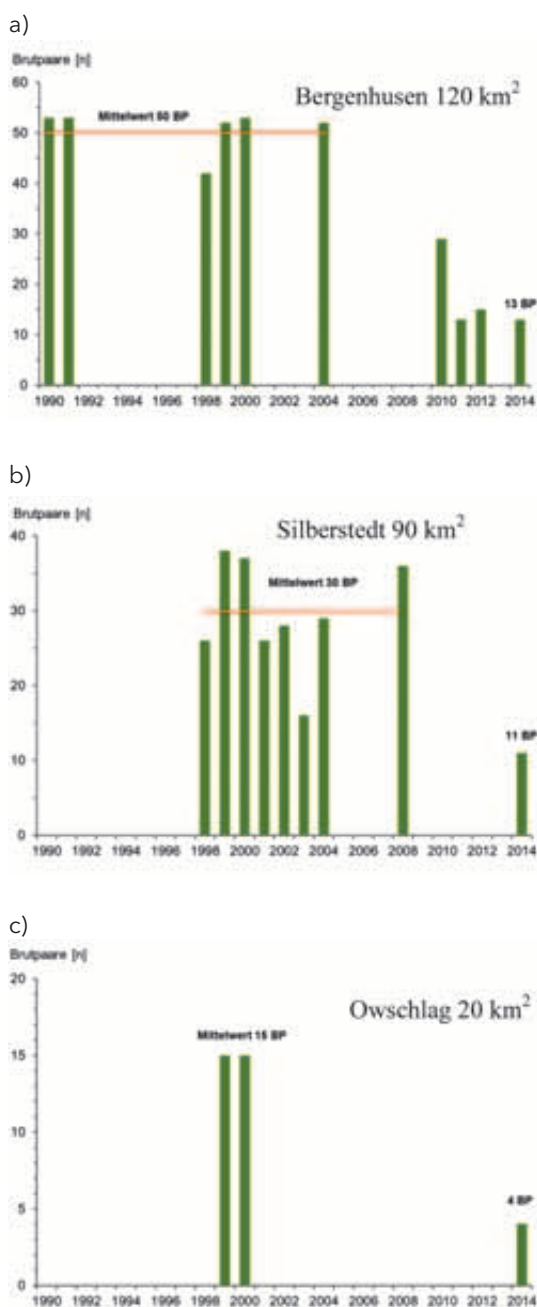 a)
Brutpaare [n]
Bergenhusen 120 km²
60
Mittelwert 50 BP
50
40
30
20
13 BP
10
0
1990 1992 1994 1996 1998 2000 2002 2004 2006 2008 2010 2012 2014
b)
Brutpaare [n]
Silberstedt 90 km²
40
Mittelwert 30 BP
30
20
11 BP
10
0
1990 1992 1994 1996 1998 2000 2002 2004 2006 2008 2010 2012 2014
c)
Brutpaare [n]
20
Owschlag 20 km²
Mittelwert 15 BP
15
10
5
4 BP
0
1990 1992 1994 1996 1998 2000 2002 2004 2006 2008 2010 2012 2014